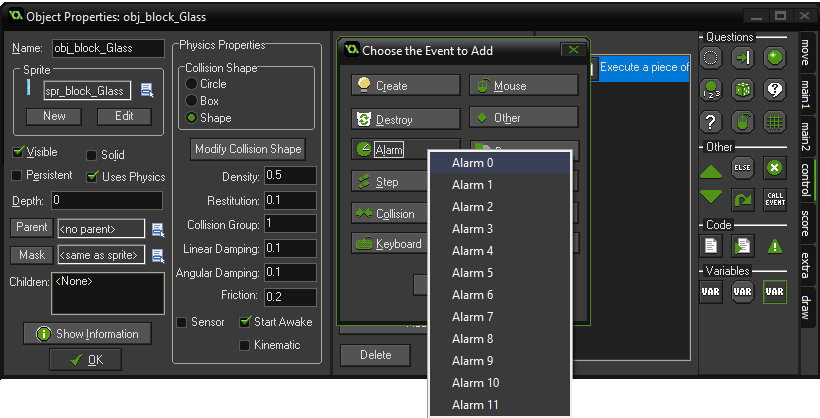 Object Properties: obj_block_Glass
Name: obj_block_Glass
Sprite
spr_block_Glass
New Edit
Visible Solid
Persistent Uses Physics
Depth: 0
Parent <no parent>
Mask <same as sprite>
Children: <None>
Show Information
OK
Physics Properties
Collision Shape
Circle
Box
Shape
Modify Collision Shape
Density: 0.5
Restitution: 0.1
Collision Group: 1
Linear Damping: 0.1
Angular Damping: 0.1
Friction: 0.2
Sensor Start Awake
Kinematic
Delete
Choose the Event to Add
Create Mouse
Destroy Other
Alarm
Step
Collision
Keyboard
Alarm 0
Alarm 1
Alarm 2
Alarm 3
Alarm 4
Alarm 5
Alarm 6
Alarm 7
Alarm 8
Alarm 9
Alarm 10
Alarm 11
Execute a piece of
Questions
1 2 3
?
?
Other
ELSE
CALL
EVENT
Code
Variables
VAR VAR VAR
move
main1
main2
control
score
extra
draw